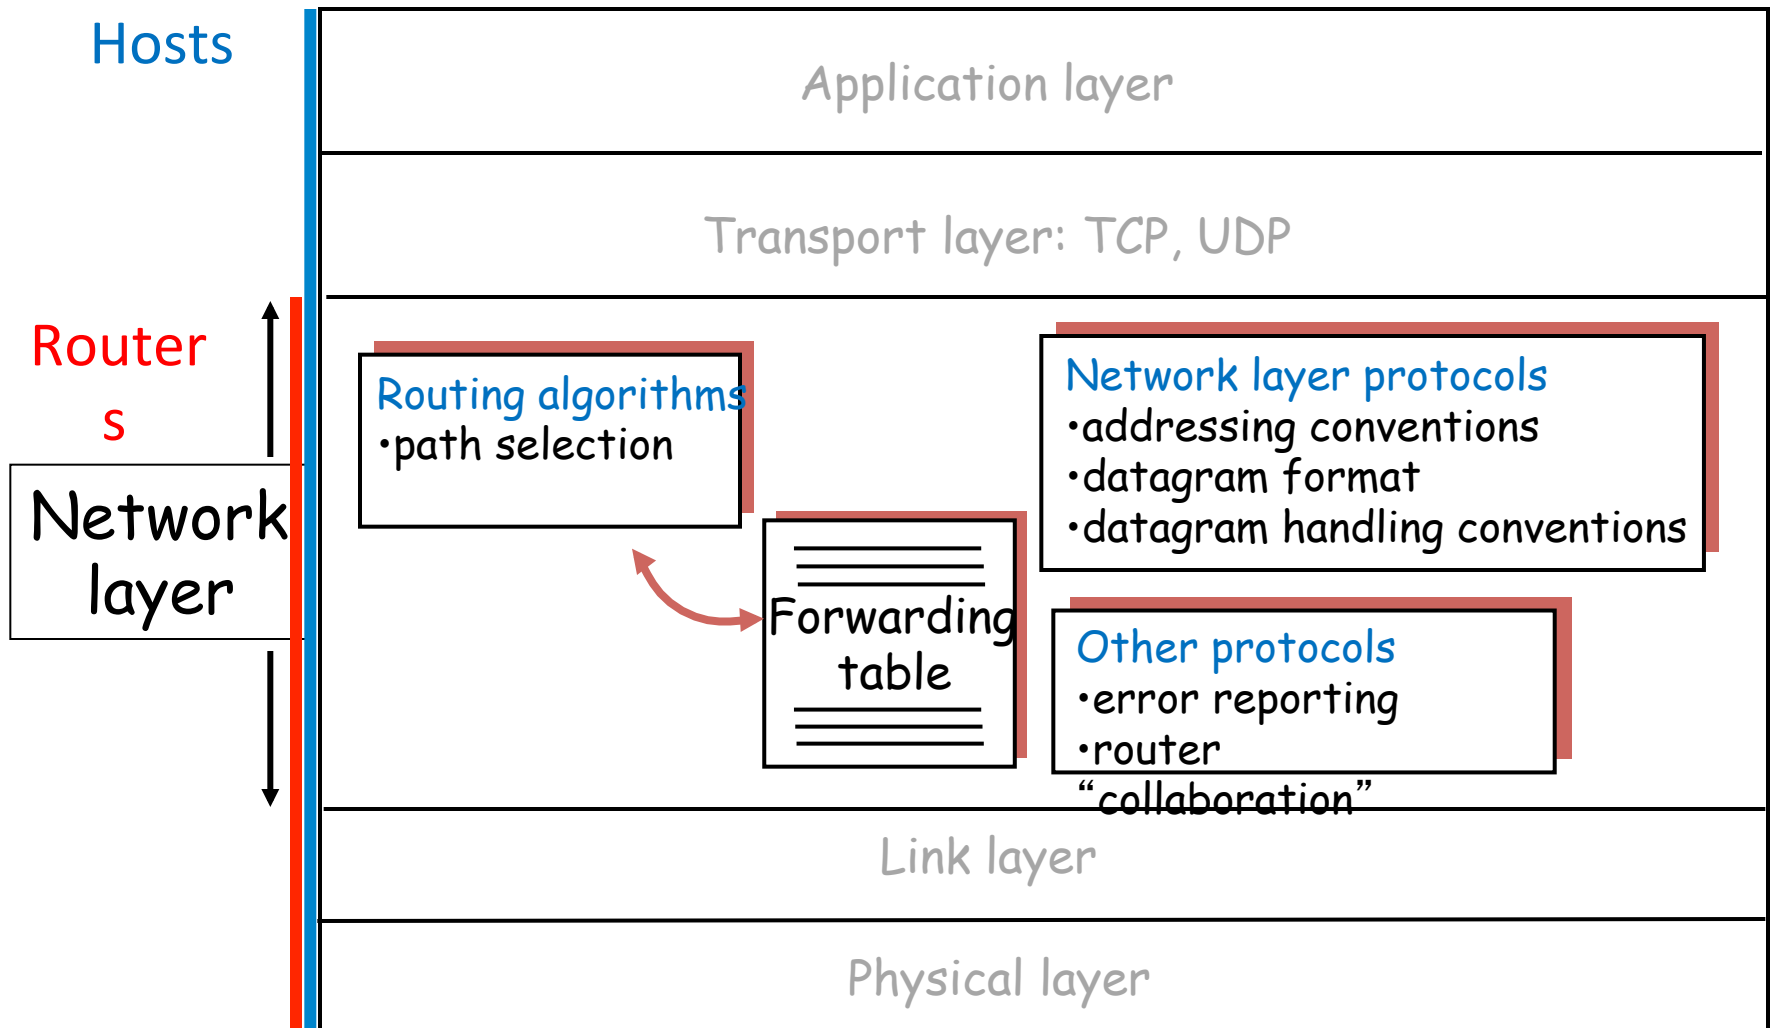 Hosts
Application layer
Transport layer: TCP, UDP
Router
s
Network
layer
Routing algorithms
•path selection
Forwarding
table
Network layer protocols
•addressing conventions
•datagram format
•datagram handling conventions
Other protocols
•error reporting
•router
“collaboration”
Link layer
Physical layer